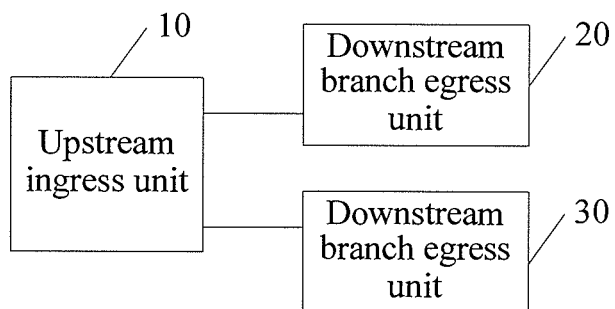 10
Upstream
ingress unit
Downstream
branch egress
unit
20
Downstream
branch egress
unit
30